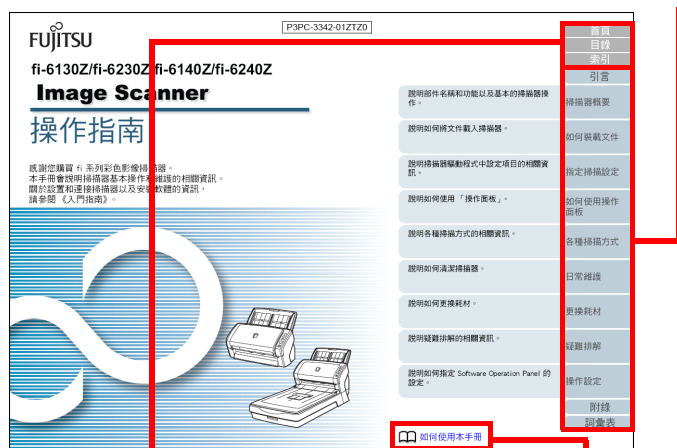 P3PC-3342-01ZTZ0
FUJITSU
fi-6130Z/fi-6230Z/fi-6140Z/fi-6240Z
Image Scanner
操作指南
感謝您購買 fi 系列彩色影像掃描器。
本手冊會說明掃描器基本操作和維護的相關資訊。
關於設置和連接掃描器以及安裝軟體的資訊，
請參閱《入門指南》。
首頁
目錄
索引
引言
說明部件名稱和功能以及基本的掃描器操
作。
掃描器概要
說明如何將文件載入掃描器。
如何裝載文件
說明掃描器驅動程式中設定項目的相關資
訊。
指定掃描設定
說明如何使用「操作面板」。
如何使用操作
面板
說明各種掃描方式的相關資訊。
各種掃描方式
說明如何清潔掃描器。
日常維護
說明如何更換耗材。
更換耗材
說明疑難排解的相關資訊。
疑難排解
說明如何指定 Software Operation Panel 的
設定。
操作設定
附錄
詞彙表
如何使用本手冊